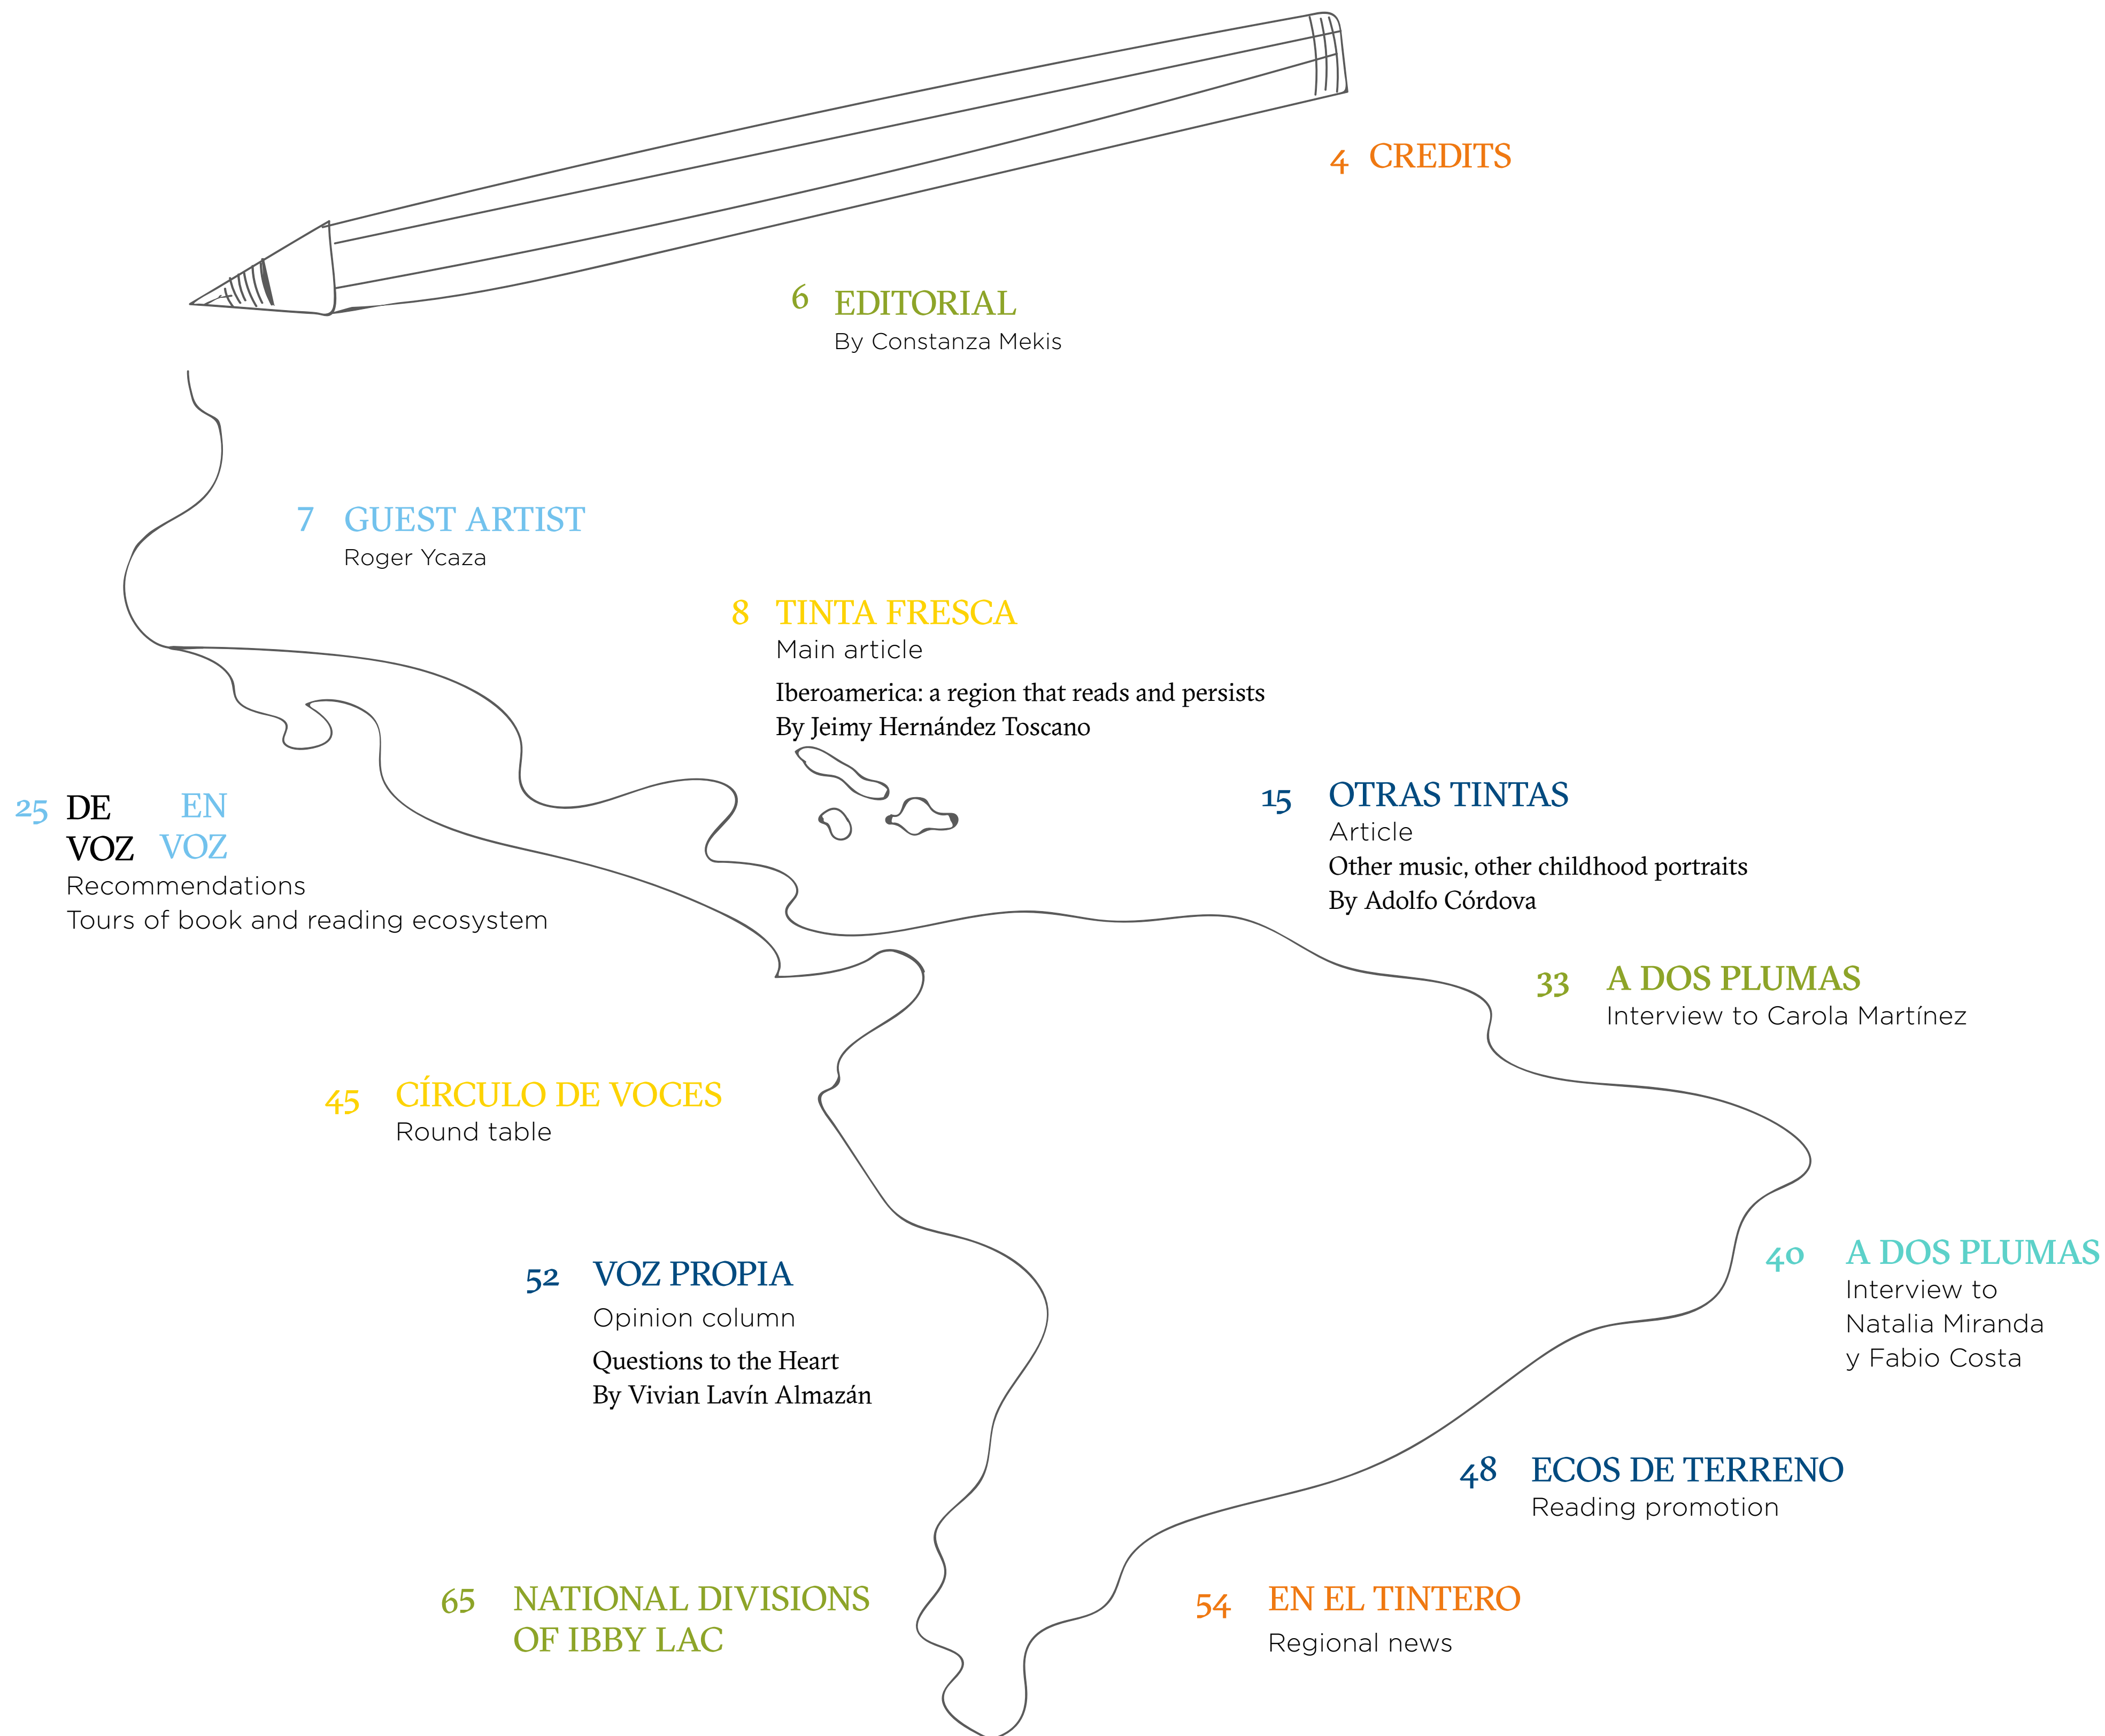 4 CREDITS
6 EDITORIAL
By Constanza Mekis
7 GUEST ARTIST
Roger Ycaza
8 TINTA FRESCA
Main article
Iberoamerica: a region that reads and persists
By Jeimy Hernández Toscano
15 OTRAS TINTAS
Article
Other music, other childhood portraits
By Adolfo Córdova
25 DE EN
VOZ VOZ
Recommendations
Tours of book and reading ecosystem
33 A DOS PLUMAS
Interview to Carola Martínez
40 A DOS PLUMAS
Interview to
Natalia Miranda
y Fabio Costa
45 CÍRCULO DE VOCES
Round table
48 ECOS DE TERRENO
Reading promotion
52 VOZ PROPIA
Opinion column
Questions to the Heart
By Vivian Lavín Almazán
54 EN EL TINTERO
Regional news
65 NATIONAL DIVISIONS
OF IBBY LAC